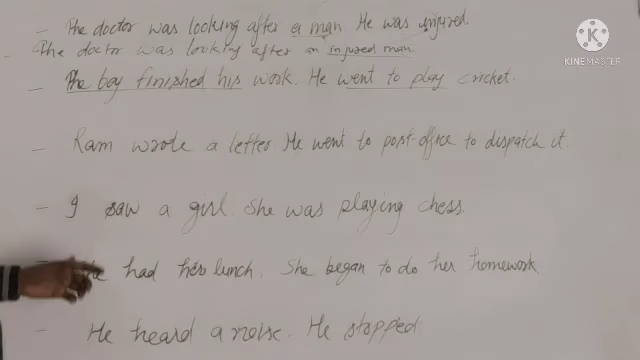 - The doctor was looking after a man. He was injured.
- The doctor was looking after an injured man.
- The boy finished his work. He went to play cricket.
- Ram wrote a letter. He went to post-office to dispatch it.
- I saw a girl. She was playing chess.
had her lunch. She began to do her homework.
- He heard a noise. He stopped
KINEMASTER